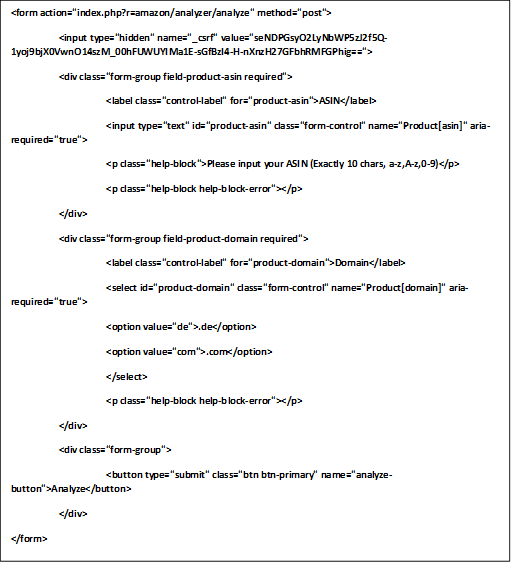 <form action="index.php?r=amazon/analyzer/analyze" method="post">
<input type="hidden" name="_csrf" value="seNDPGsyO2LyNbWP5zJ2f5Q-
1yoj9bjX0VwnO14szM_00hFUWUYIMa1E-sGfBzI4-H-nXnzH27GFbhRMFGPhig==">
<div class="form-group field-product-asin required">
<label class="control-label" for="product-asin">ASIN</label>
<input type="text" id="product-asin" class="form-control" name="Product[asin]" aria-
required="true">
<p class="help-block">Please input your ASIN (Exactly 10 chars, a-z,A-z,0-9)</p>
<p class="help-block help-block-error"></p>
</div>
<div class="form-group field-product-domain required">
<label class="control-label" for="product-domain">Domain</label>
<select id="product-domain" class="form-control" name="Product[domain]" aria-
required="true">
<option value="de">.de</option>
<option value="com">.com</option>
</select>
<p class="help-block help-block-error"></p>
</div>
<div class="form-group">
<button type="submit" class="btn btn-primary" name="analyze-
button">Analyze</button>
</div>
</form>